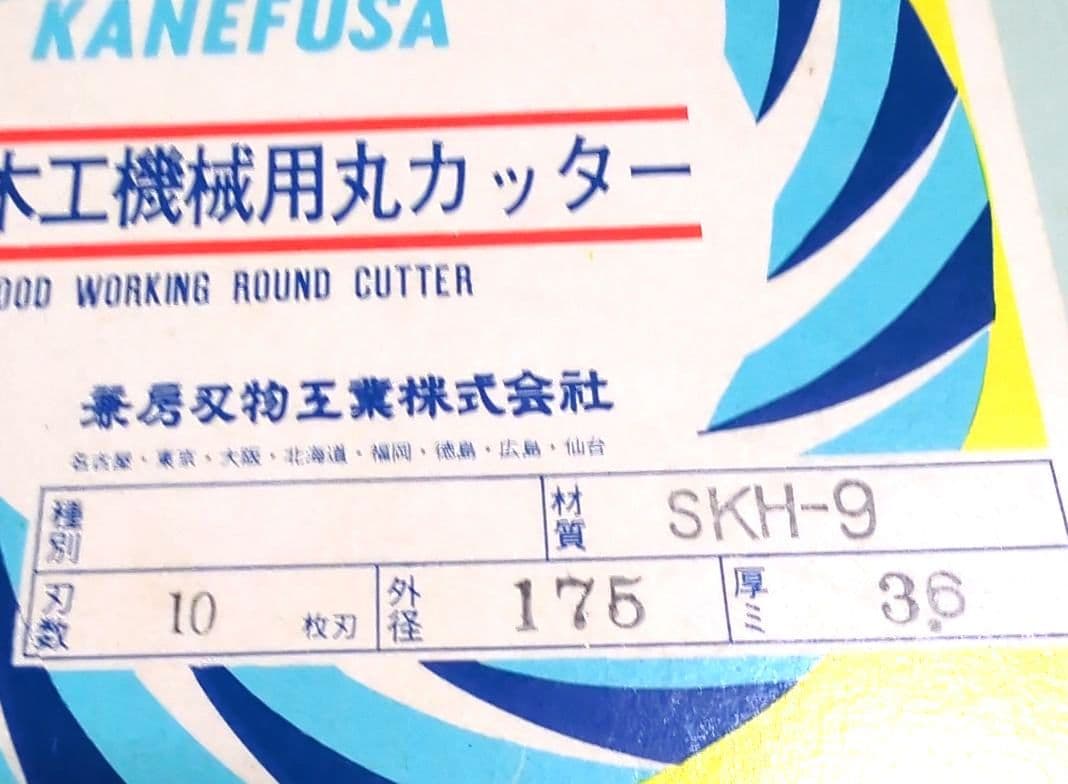 KANEFUSA
木工機械用丸カッター
OOD WORKING ROUND CUTTER
兼房刃物工業株式会社
名古屋・東京・大阪・北海道・福岡・徳島・広島・仙台
種別 材質 SKH-9
刃数 10 枚刃 外径 175 厚ミ 3.6